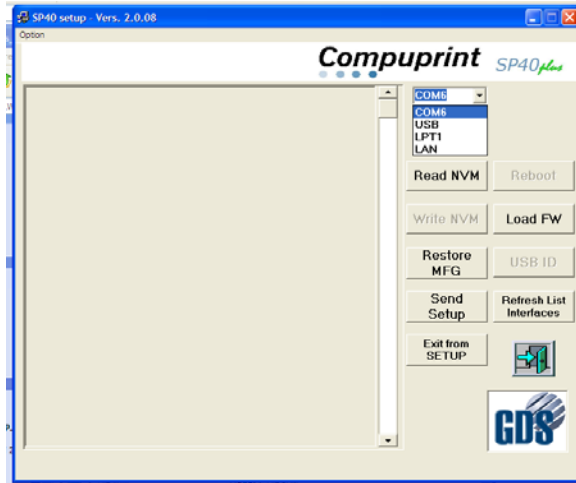 SP40 setup - Vers. 2.0.08
Option
Compuprint SP40plus
COM6
COM6
USB
LPT1
LAN
Read NVM Reboot
Write NVM Load FW
Restore MFG USB ID
Send Setup Refresh List Interfaces
Exit from SETUP
GDS